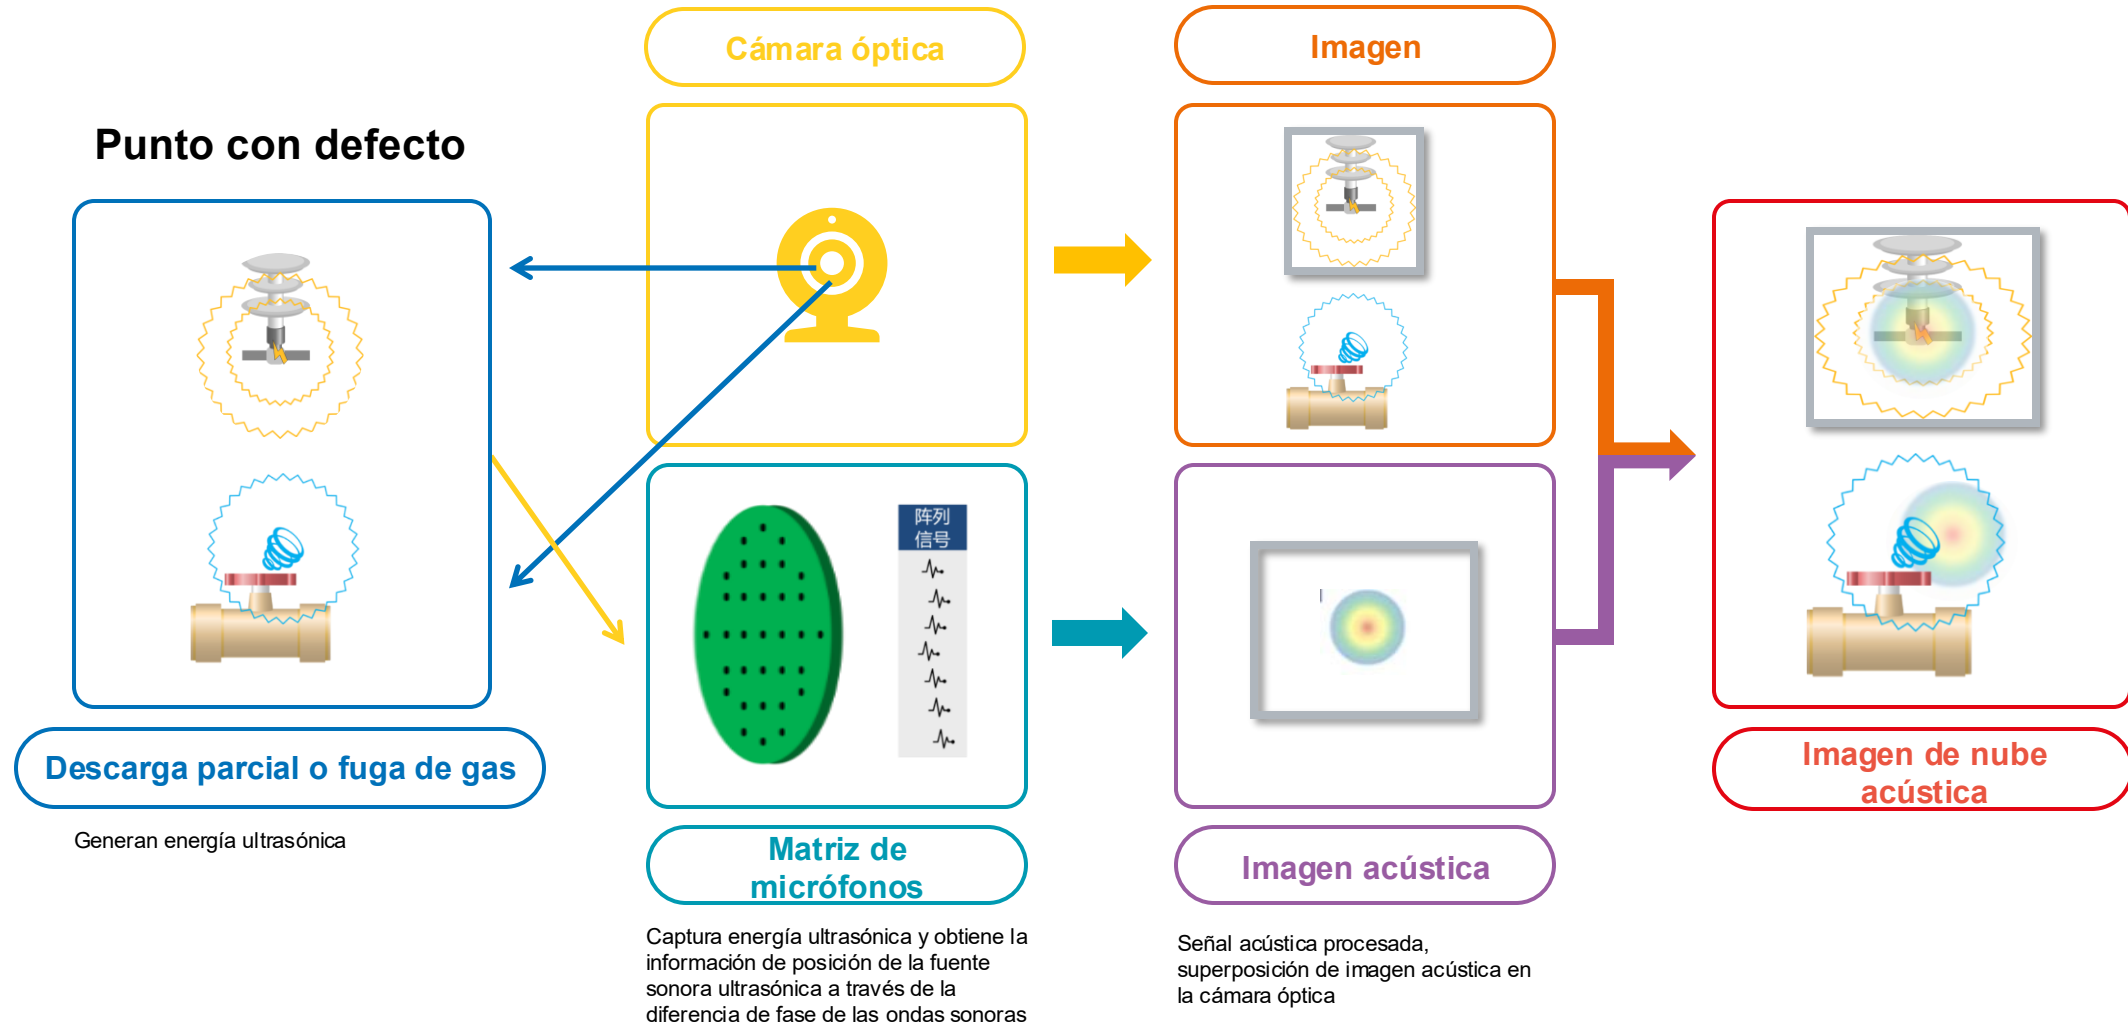 Punto con defecto
Descarga parcial o fuga de gas
Generan energía ultrasónica
Cámara óptica
阵列
信号
Matriz de
micrófonos
Captura energía ultrasónica y obtiene la
información de posición de la fuente
sonora ultrasónica a través de la
diferencia de fase de las ondas sonoras
Imagen
Imagen acústica
Señal acústica procesada,
superposición de imagen acústica en
la cámara óptica
Imagen de nube
acústica